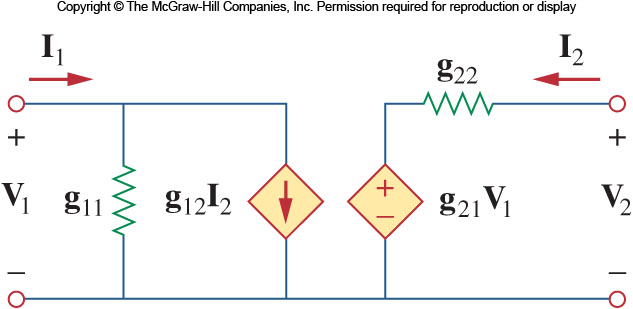 Copyright © The McGraw-Hill Companies, Inc. Permission required for reproduction or display
I₁
I₂
g₂₂
+
+
+
V₁
g₁₁
g₁₂I₂
−
g₂₁V₁
V₂
−
−